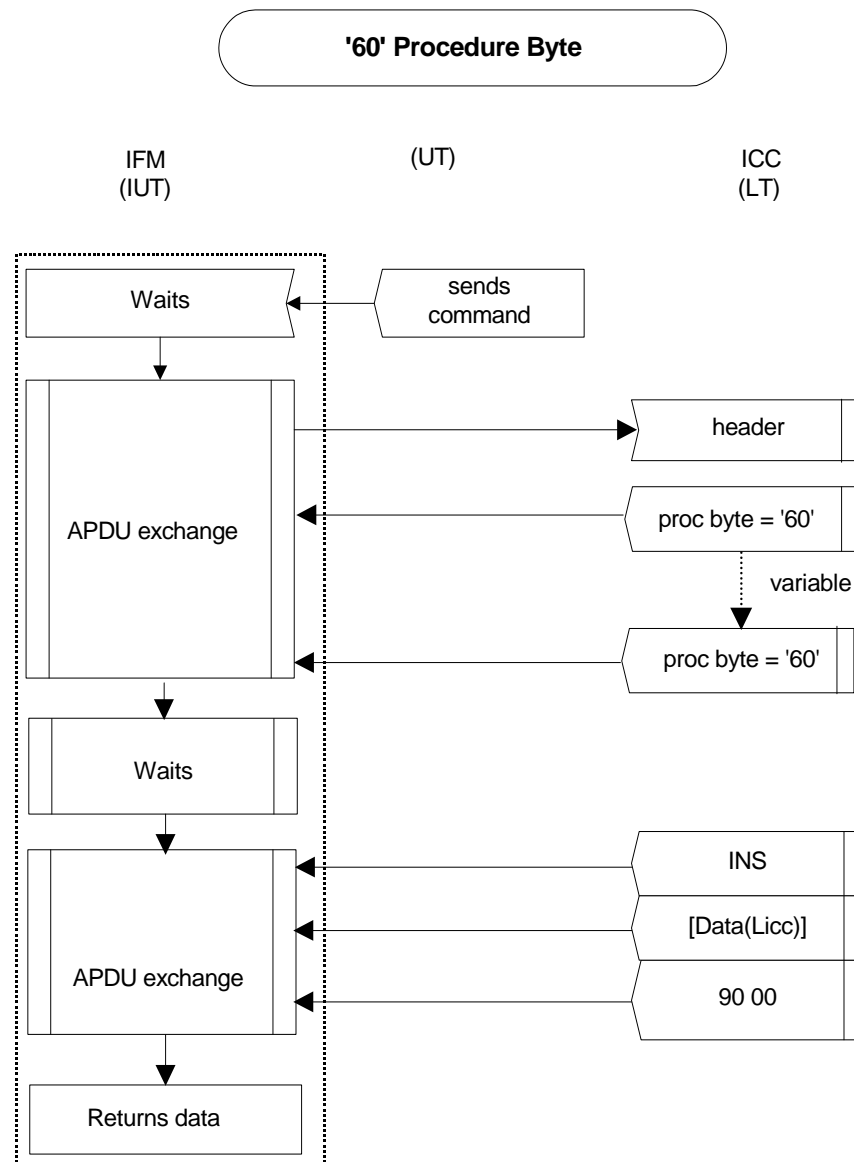 '60' Procedure Byte
IFM
(IUT)
(UT)
ICC
(LT)
Waits
sends
command
header
APDU exchange
proc byte = '60'
variable
proc byte = '60'
Waits
INS
[Data(Licc)]
APDU exchange
90 00
Returns data